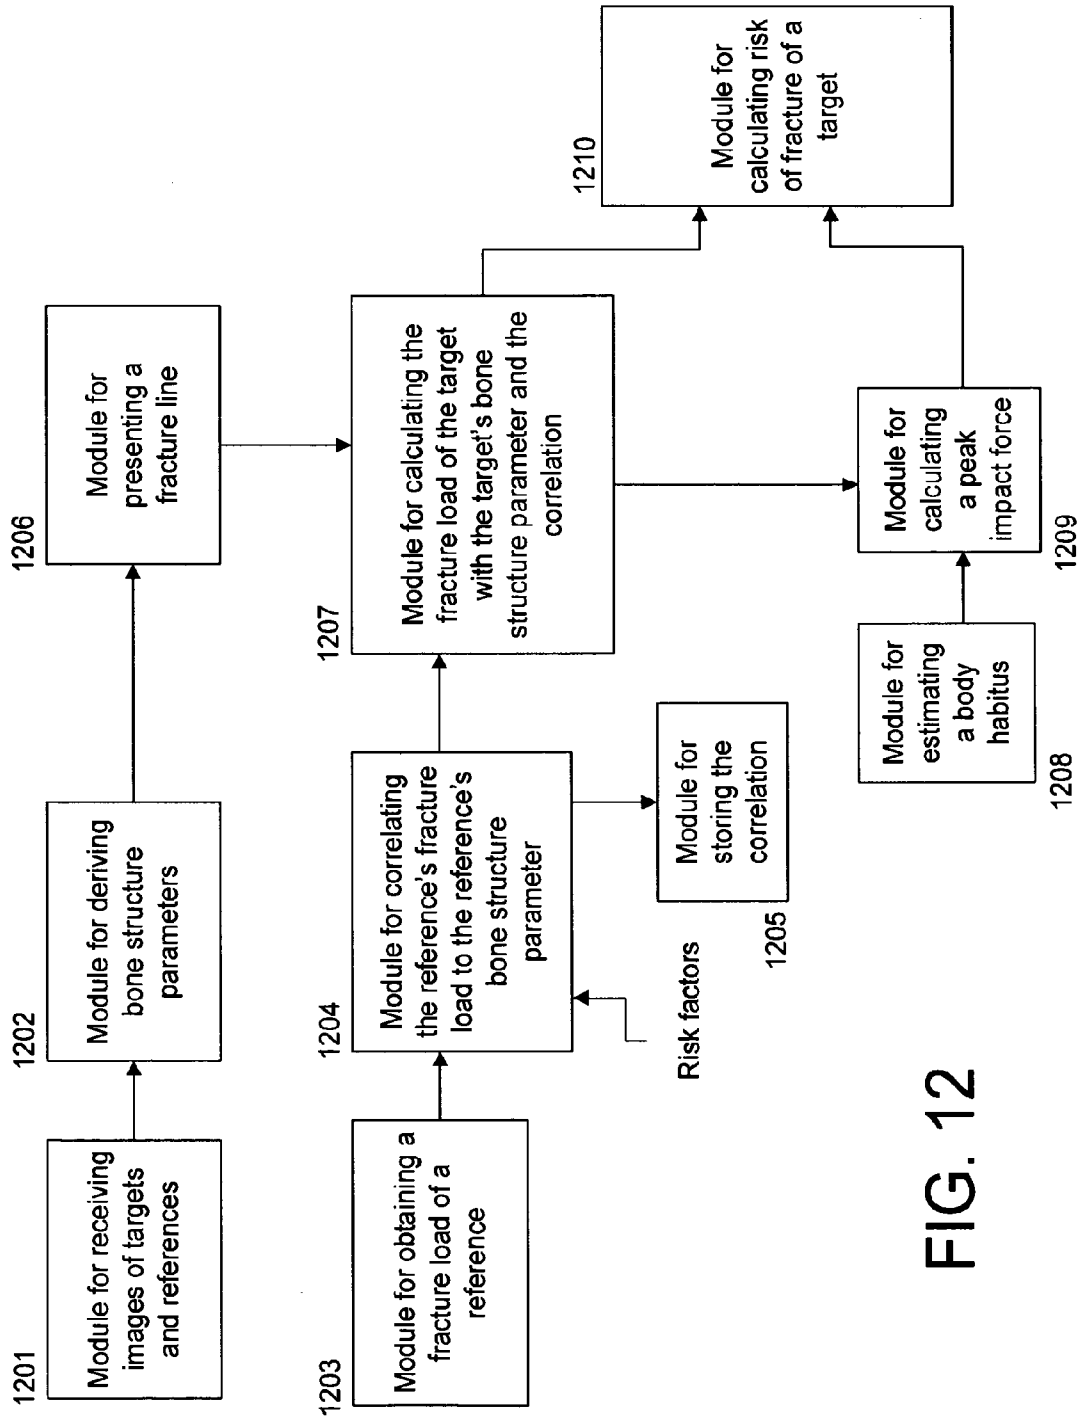 1201
Module for receiving
images of targets
and references
1202
Module for deriving
bone structure
parameters
1206
Module for
presenting a
fracture line
1203
Module for obtaining a
fracture load of a
reference
1204
Module for correlating
the reference's fracture
load to the reference's
bone structure
parameter
Risk factors
1205
Module for
storing the
correlation
1207
Module for calculating the
fracture load of the target
with the target's bone
structure parameter and the
correlation
1208
Module for
estimating
a body
habitus
1209
Module for
calculating
a peak
impact force
1210
Module for
calculating risk
of fracture of a
target
FIG. 12